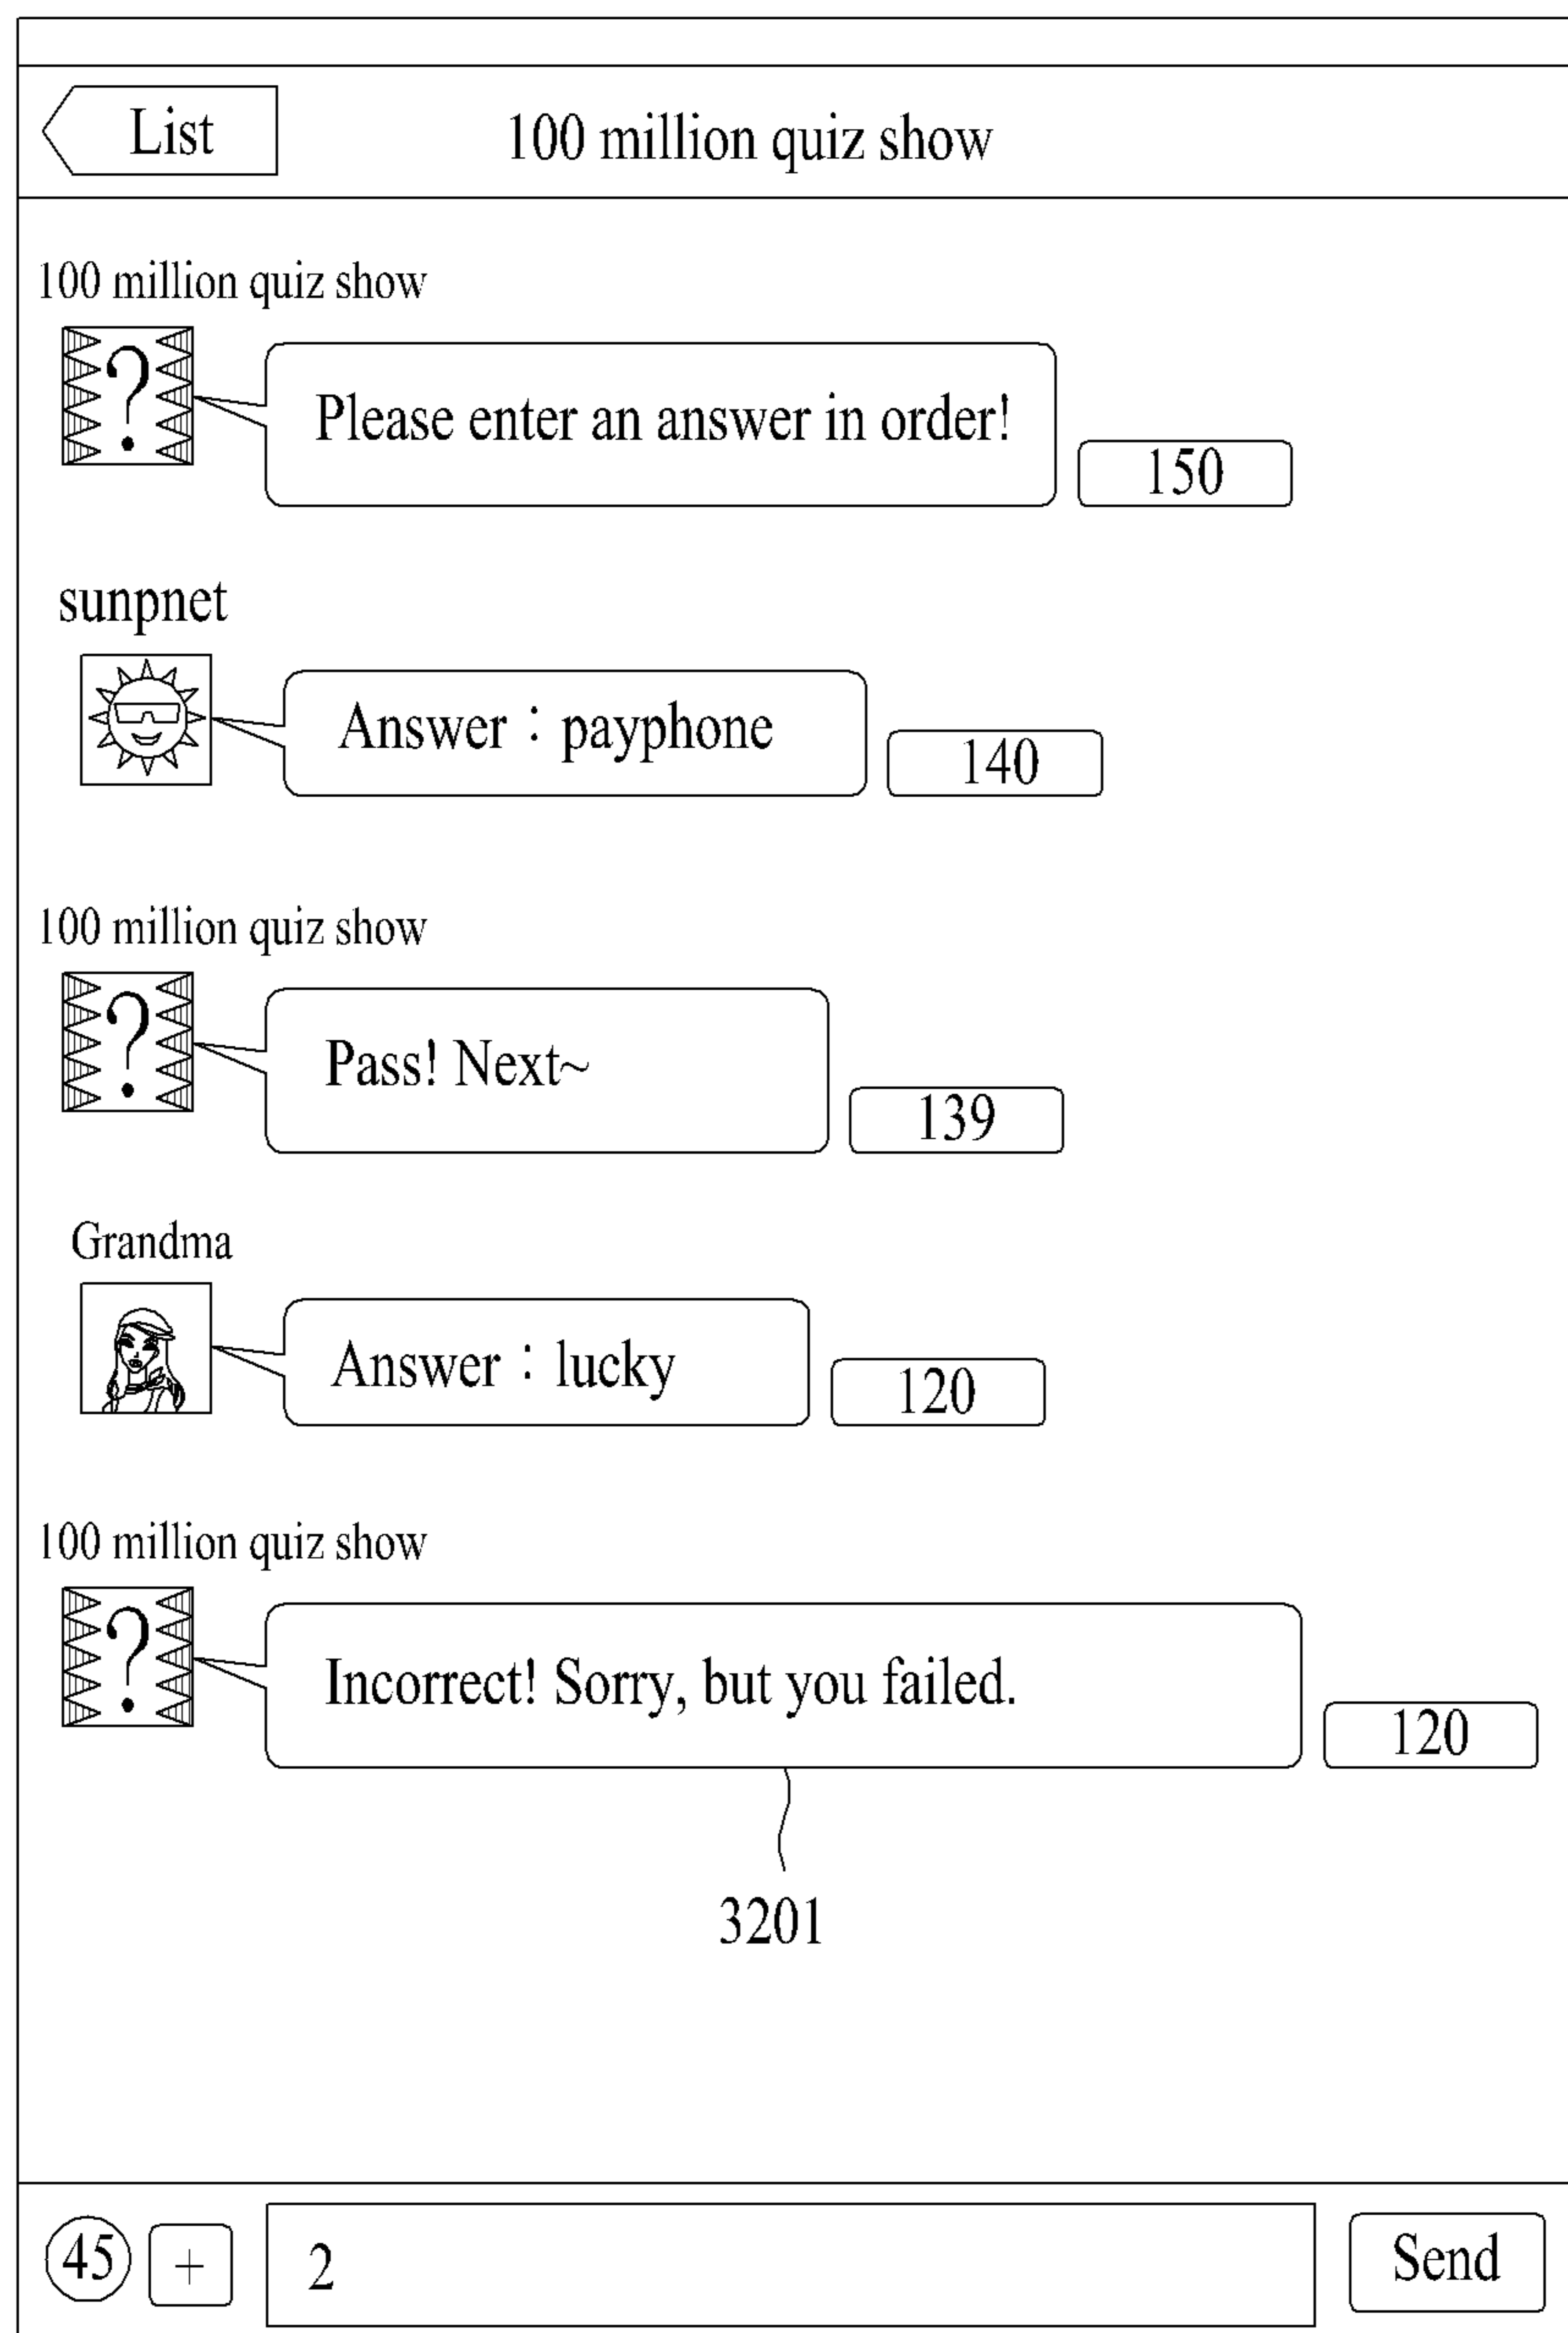 List
100 million quiz show
100 million quiz show
?
Please enter an answer in order!
150
sunpnet
Answer : payphone
140
100 million quiz show
?
Pass! Next~
139
Grandma
Answer : lucky
120
100 million quiz show
?
Incorrect! Sorry, but you failed.
120
3201
45
+
2
Send